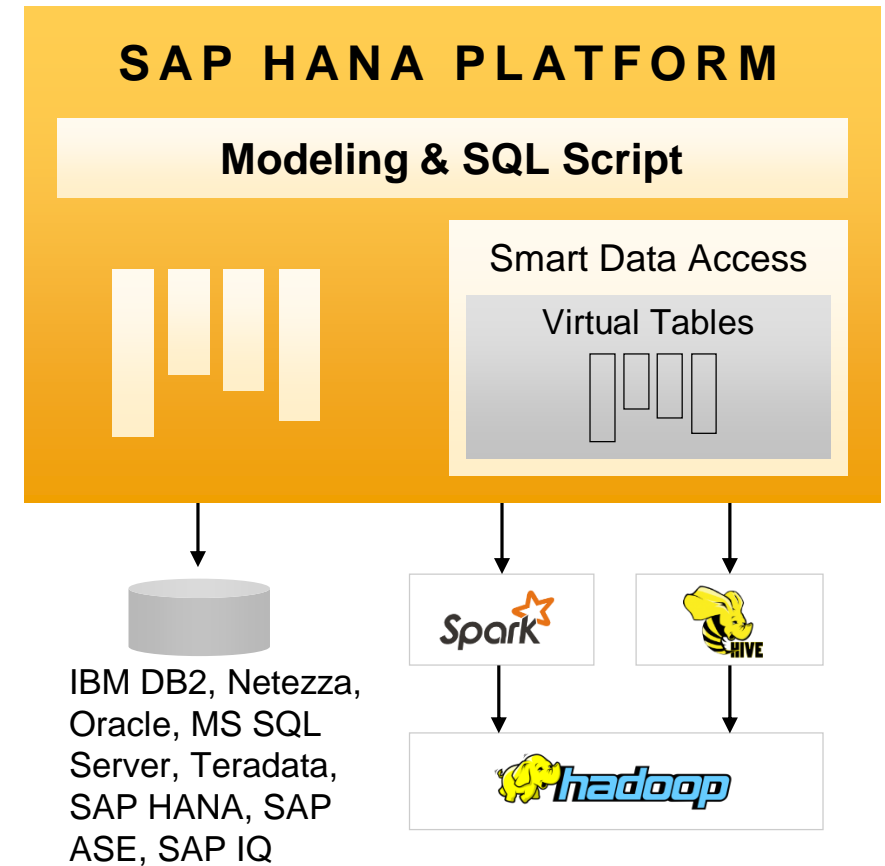 SAP HANA PLATFORM
Modeling & SQL Script
Smart Data Access
Virtual Tables
Spark
HIVE
IBM DB2, Netezza,
Oracle, MS SQL
Server, Teradata,
SAP HANA, SAP
ASE, SAP IQ
hadoop